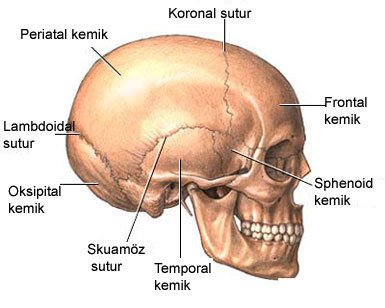 Koronal sutur
Periatal kemik
Frontal
kemik
Lambdoidal
sutur
Sphenoid
kemik
Oksipital
kemik
Skuamöz
sutur
Temporal
kemik